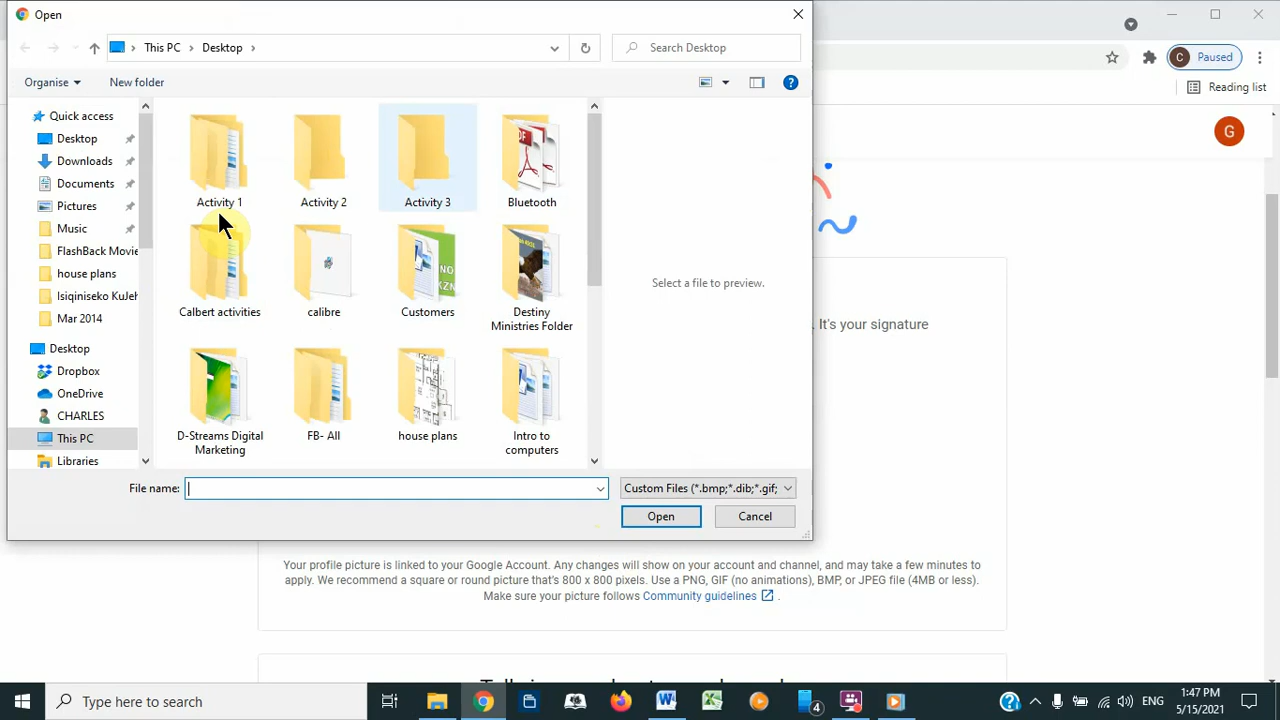 Open
This PC
Desktop
Search Desktop
Paused
C
Organise
New folder
Reading list
G
Quick access
Desktop
Downloads
Documents
Pictures
Music
FlashBack Movie
house plans
Isiqiniseko Kuleh
Mar 2014
Desktop
Dropbox
OneDrive
CHARLES
This PC
Libraries
Activity 1
Activity 2
Activity 3
Bluetooth
Calbert activities
calibre
Customers
Destiny
Ministries Folder
D-Streams Digital
Marketing
FB- All
house plans
Intro to
computers
Select a file to preview.
. It's your signature
File name:
Custom Files (*.bmp;*.dib;*.gif;
Open
Cancel
Your profile picture is linked to your Google Account. Any changes will show on your account and channel, and may take a few minutes to
apply. We recommend a square or round picture that's 800 x 800 pixels. Use a PNG, GIF (no animations), BMP, or JPEG file (4MB or less).
Make sure your picture follows Community guidelines .
Type here to search
4
ENG
1:47 PM
5/15/2021